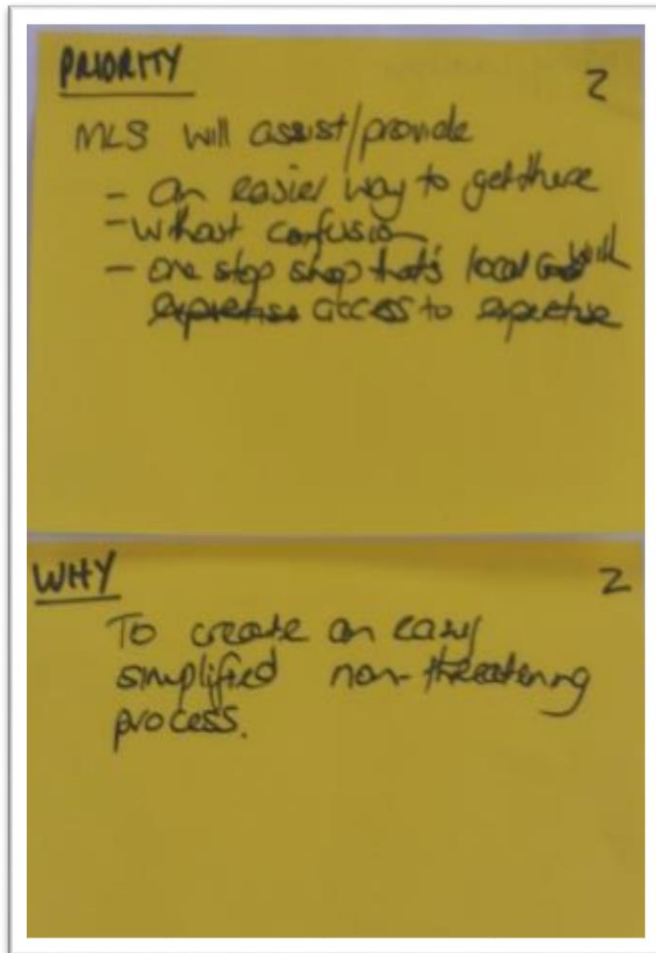 PRIORITY 2
MLS will assist/provide
- an easier way to get there
- without confusion,
- one stop shop that's local with
access to expertise
WHY 2
To create an easy/
simplified non-threatening
process.